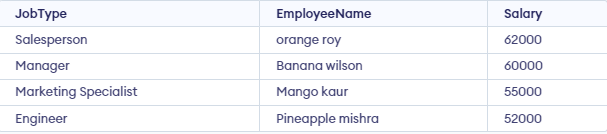 JobType EmployeeName Salary
Salesperson orange roy 62000
Manager Banana wilson 60000
Marketing Specialist Mango kaur 55000
Engineer Pineapple mishra 52000